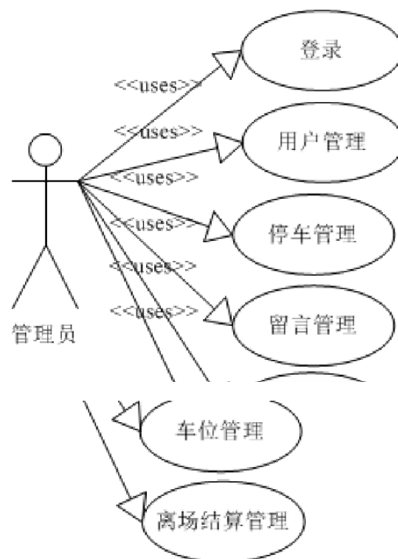 登录
<<uses>>
<<uses>>
用户管理
<<uses>>
停车管理
<<uses>>
<<uses>>
留言管理
<<uses>>
管理员
车位管理
离场结算管理